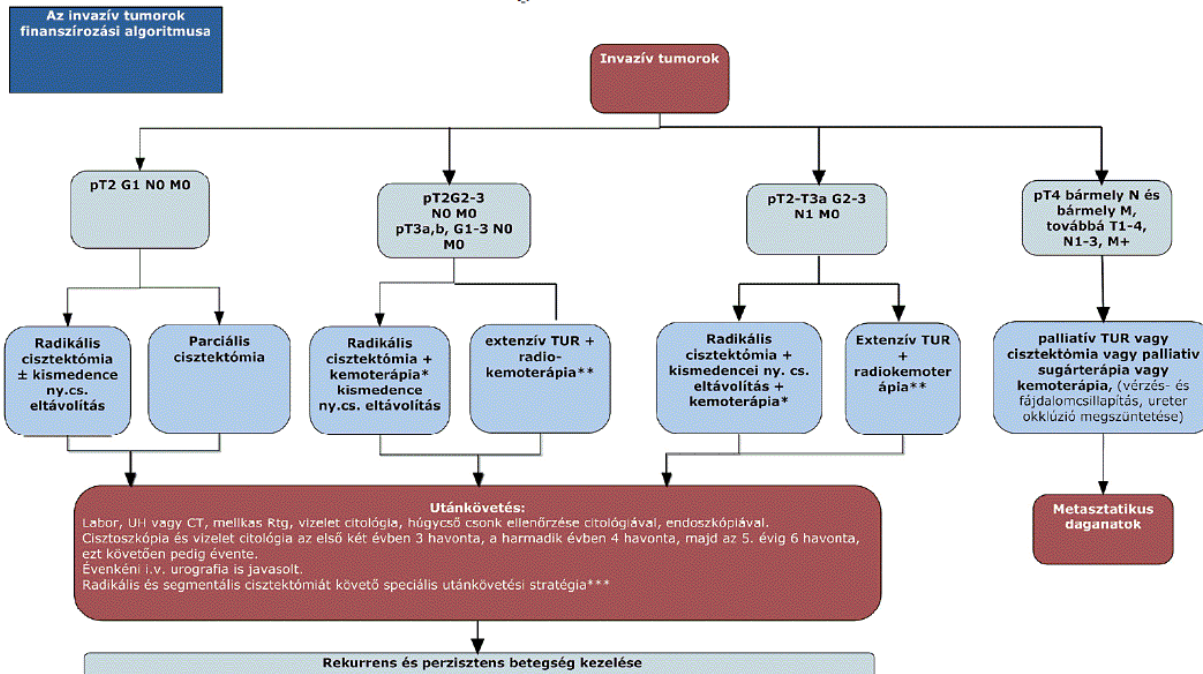 Az invazív tumorok
finanszírozási algoritmusa
Invazív tumorok
pT2 G1 N0 M0
pT2G2-3
N0 M0
pT3a,b, G1-3 N0
M0
pT2-T3a G2-3
N1 M0
pT4 bármely N és
bármely M,
továbbá T1-4,
N1-3, M+
Radikális
cisztektómia
± kismedence
ny.cs.
eltávolítás
Parciális
cisztektómia
Radikális
cisztektómia +
kemoterápia*
kismedence
ny.cs. eltávolítás
extenzív TUR +
radio-
kemoterápia**
Radikális
cisztektómia +
kismedencei ny. cs.
eltávolítás +
kemoterápia*
Extenzív TUR
+
radiokemoter
ápia**
palliatív TUR vagy
cisztektómia vagy palliatív
sugárterápia vagy
kemoterápia, (vérzés- és
fájdalomcsillapítás, ureter
okklúzió megszüntetése)
Utánkövetés:
Labor, UH vagy CT, mellkas Rtg, vizelet citológia, húgycső csonk ellenőrzése citológiával, endoszkópiával.
Cisztoszkópia és vizelet citológia az első két évben 3 havonta, a harmadik évben 4 havonta, majd az 5. évig 6 havonta,
ezt követően pedig évente.
Évenkéni i.v. urografia is javasolt.
Radikális és segmentális cisztektómiát követő speciális utánkövetési stratégia***
Metasztatikus
daganatok
Rekurrens és perzisztens betegség kezelése